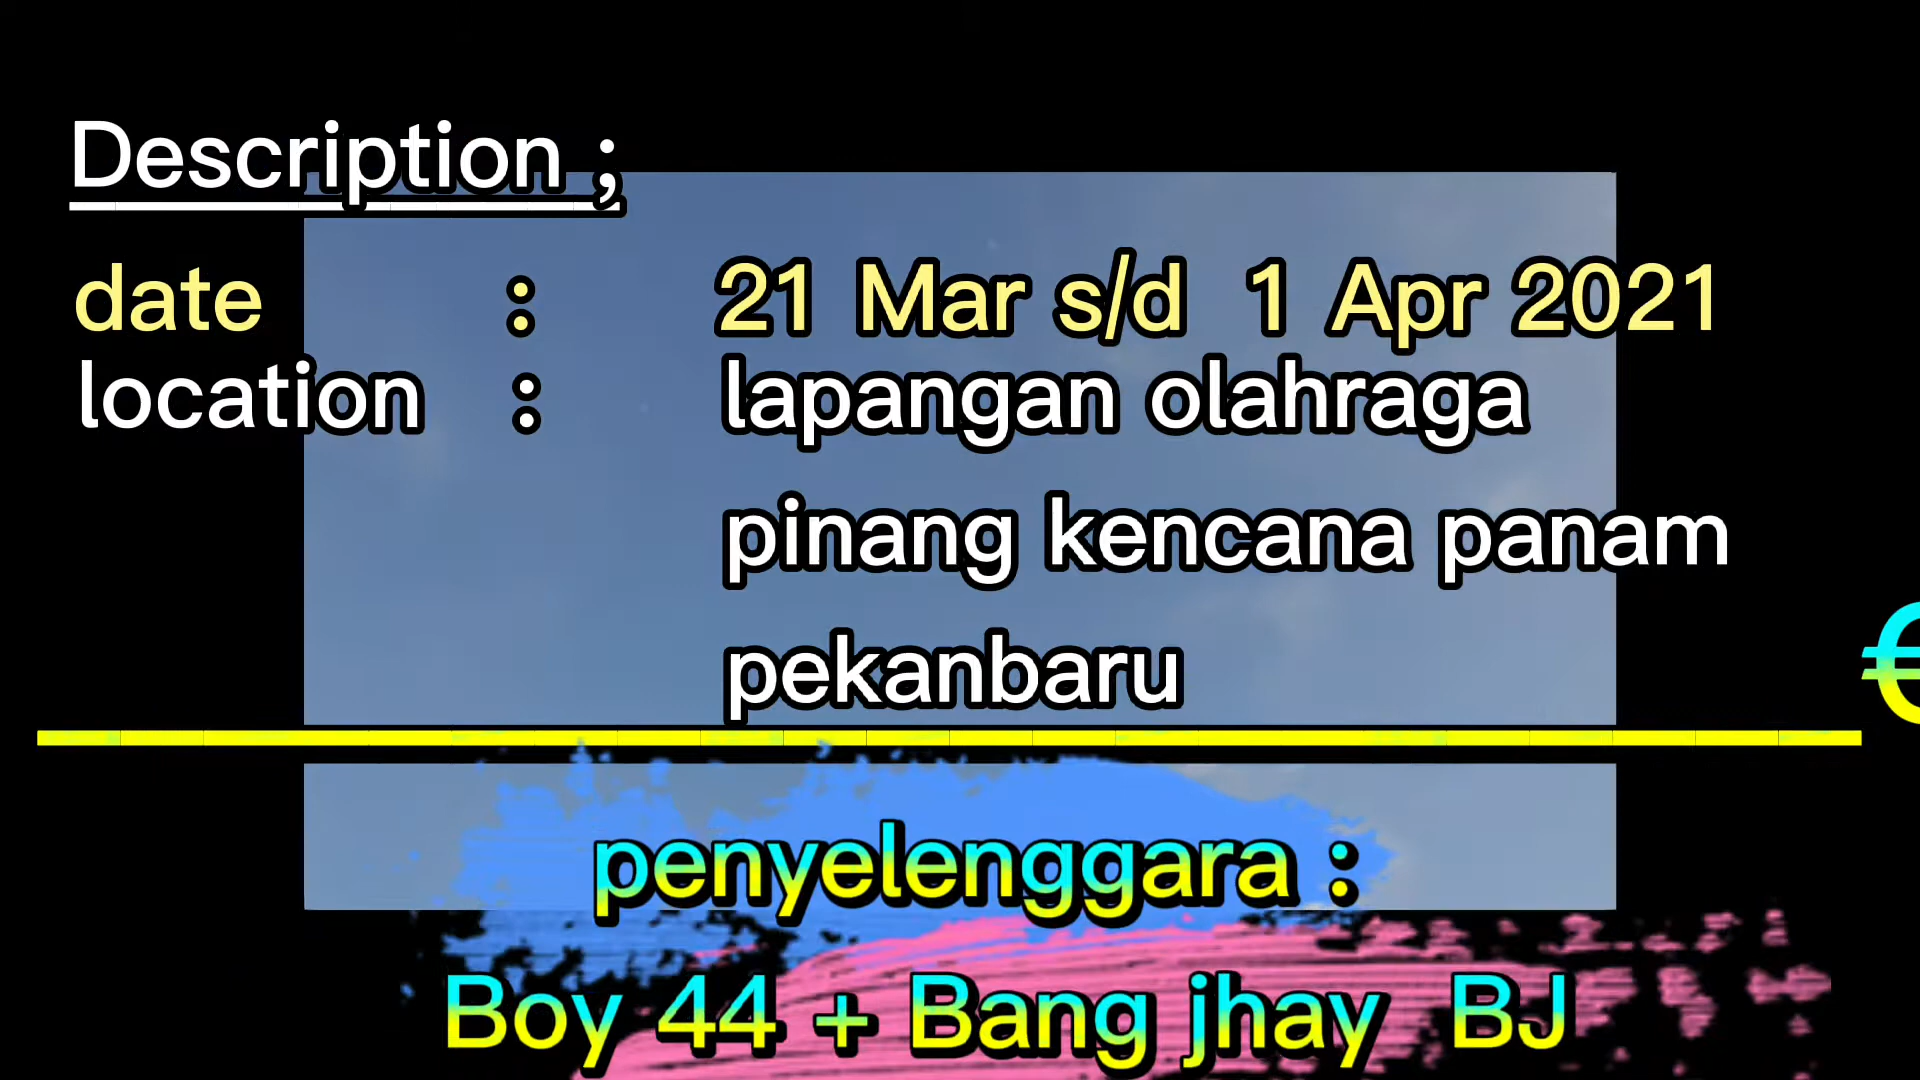 Description ;
date : 21 Mar s/d 1 Apr 2021
location : lapangan olahraga
pinang kencana panam
pekanbaru
€
penyelenggara :
Boy 44 + Bang jhay BJ